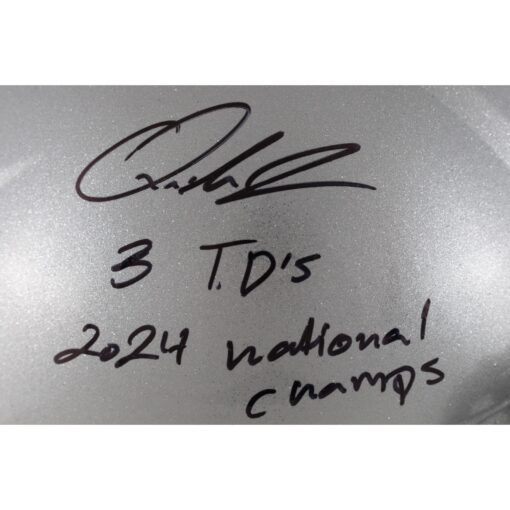 3 T.D's
2024 national
champs